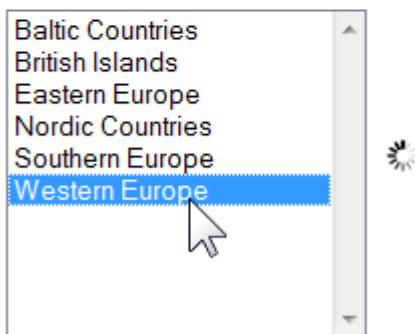 Baltic Countries
British Islands
Eastern Europe
Nordic Countries
Southern Europe
Western Europe